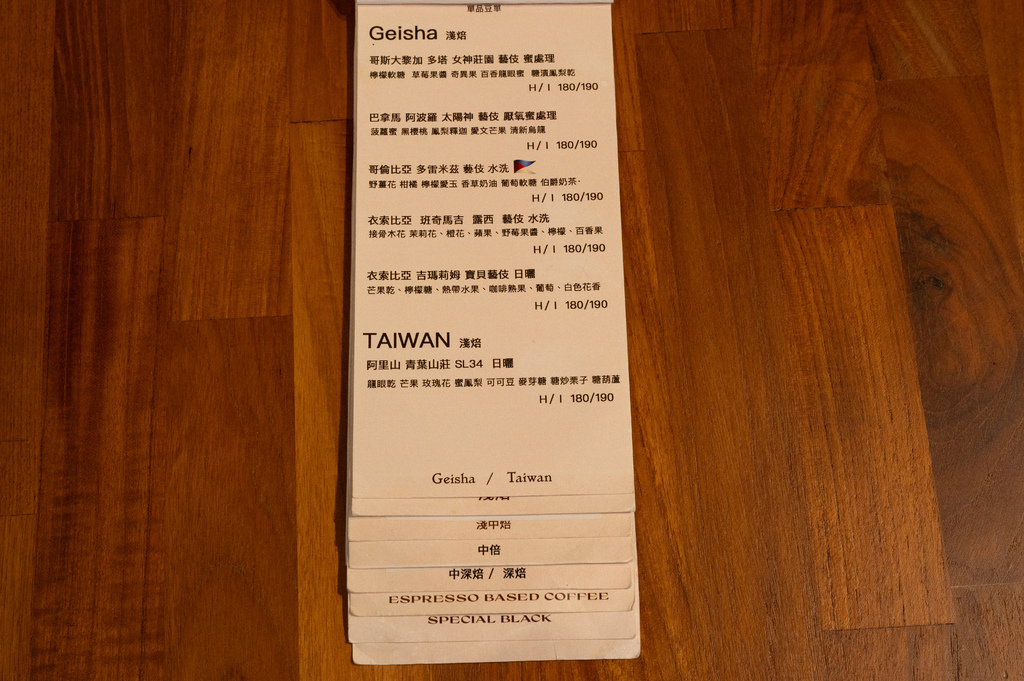 單品豆單
Geisha 淺焙
哥斯大黎加 多塔 女神莊園 藝伎 蜜處理
檸檬軟糖 草莓果醬 奇異果 百香龍眼蜜 糖漬鳳梨乾
H / I 180/190
巴拿馬 阿波羅 太陽神 藝伎 厭氧蜜處理
菠蘿蜜 黑櫻桃 鳳梨釋迦 愛文芒果 清新烏龍
H / I 180/190
哥倫比亞 多雷米茲 藝伎 水洗
野薑花 柑橘 檸檬愛玉 香草奶油 葡萄軟糖 伯爵奶茶·
H / I 180/190
衣索比亞 班奇馬吉 露西 藝伎 水洗
接骨木花 茉莉花、橙花、蘋果、野莓果醬、檸檬、百香果
H / I 180/190
衣索比亞 吉瑪莉姆 寶貝藝伎 日曬
芒果乾、檸檬糖、熱帶水果、咖啡熟果、葡萄、白色花香
H / I 180/190
TAIWAN 淺焙
阿里山 青葉山莊 SL34 日曬
龍眼乾 芒果 玫瑰花 蜜鳳梨 可可豆 麥芽糖 糖炒栗子 糖葫蘆
H / I 180/190
Geisha / Taiwan
淺焙
淺中焙
中倍
中深焙 / 深焙
ESPRESSO BASED COFFEE
SPECIAL BLACK